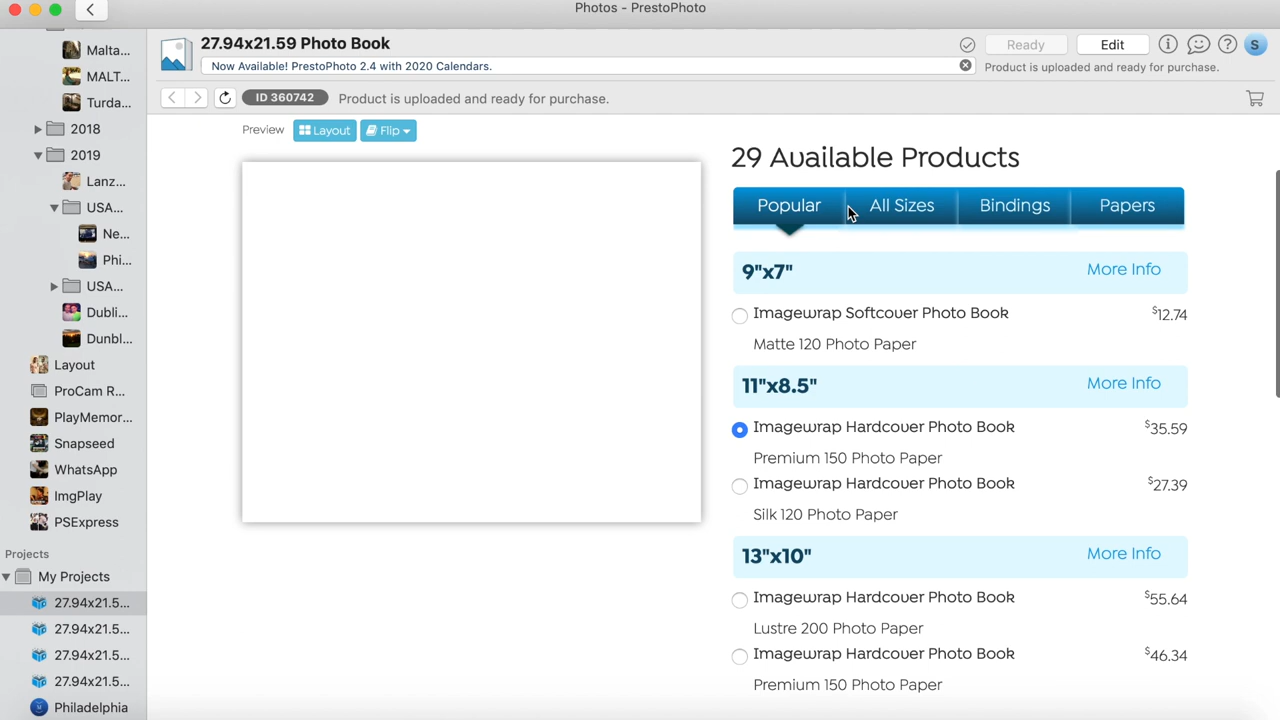 Photos - PrestoPhoto
Malta...
MALT...
Turda...
2018
2019
Lanz...
USA...
Ne...
Phi...
USA...
Dubli...
Dunbl...
Layout
ProCam R...
PlayMemor...
Snapseed
WhatsApp
ImgPlay
PSExpress
Projects
My Projects
27.94x21.5...
27.94x21.5...
27.94x21.5...
27.94x21.5...
Philadelphia
27.94x21.59 Photo Book
Now Available! PrestoPhoto 2.4 with 2020 Calendars.
Ready
Edit
S
Product is uploaded and ready for purchase.
ID 360742
Product is uploaded and ready for purchase.
Preview
Layout
Flip
29 Available Products
Popular
All Sizes
Bindings
Papers
9"x7"
More Info
Imagewrap Softcover Photo Book
$12.74
Matte 120 Photo Paper
11"x8.5"
More Info
Imagewrap Hardcover Photo Book
$35.59
Premium 150 Photo Paper
Imagewrap Hardcover Photo Book
$27.39
Silk 120 Photo Paper
13"x10"
More Info
Imagewrap Hardcover Photo Book
$55.64
Lustre 200 Photo Paper
Imagewrap Hardcover Photo Book
$46.34
Premium 150 Photo Paper